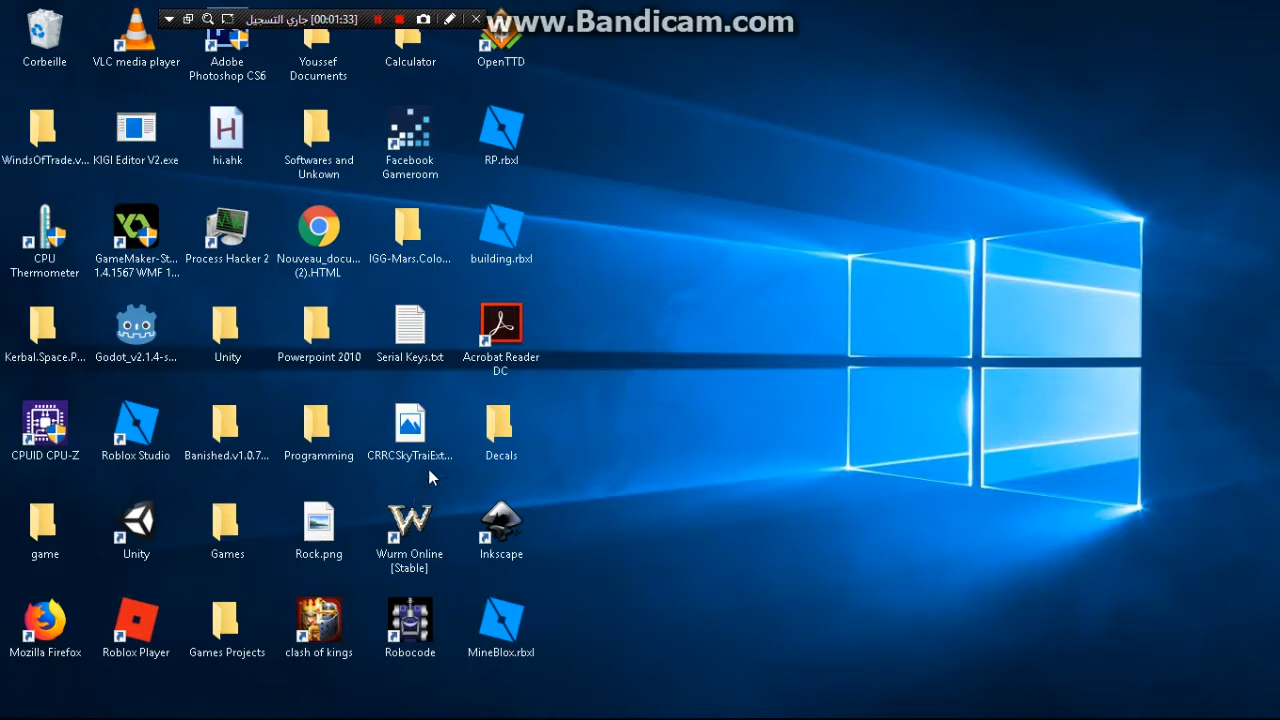 جاري التسجيل [00:01:33]
www.Bandicam.com
Corbeille
VLC media player
Adobe
Photoshop CS6
Youssef
Documents
Calculator
OpenTTD
WindsOfTrade.v...
KIGI Editor V2.exe
hi.ahk
Softwares and
Unkown
Facebook
Gameroom
RP.rbxl
CPU
Thermometer
GameMaker-St...
1.4.1567 WMF 1...
Process Hacker 2
Nouveau_docu...
(2).HTML
IGG-Mars.Colo...
building.rbxl
Kerbal.Space.P...
Godot_v2.1.4-s...
Unity
Powerpoint 2010
Serial Keys.txt
Acrobat Reader
DC
CPUID CPU-Z
Roblox Studio
Banished.v1.0.7...
Programming
CRRCSkyTraiExt...
Decals
game
Unity
Games
Rock.png
Wurm Online
[Stable]
Inkscape
Mozilla Firefox
Roblox Player
Games Projects
clash of kings
Robocode
MineBlox.rbxl